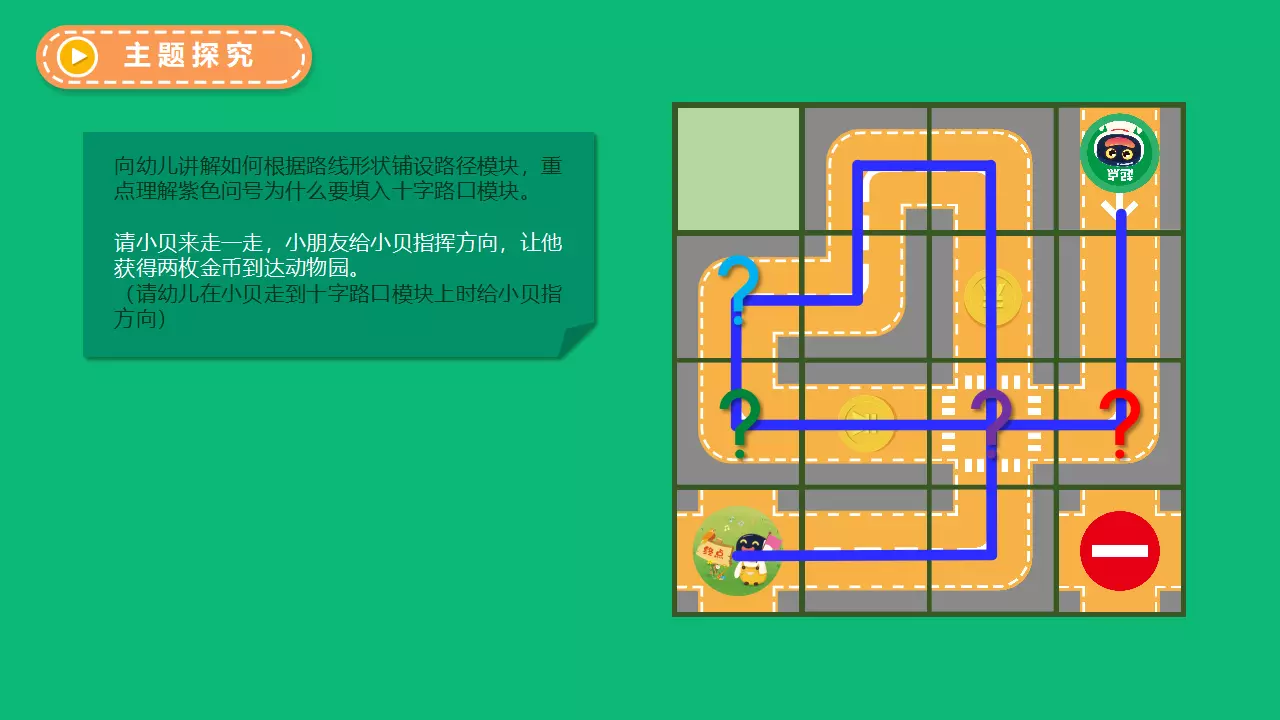 主题探究
向幼儿讲解如何根据路线形状铺设路径模块，重
点理解紫色问号为什么要填入十字路口模块。
请小贝来走一走，小朋友给小贝指挥方向，让他
获得两枚金币到达动物园。
（请幼儿在小贝走到十字路口模块上时给小贝指
方向）
起点
?
?
?
?
终点